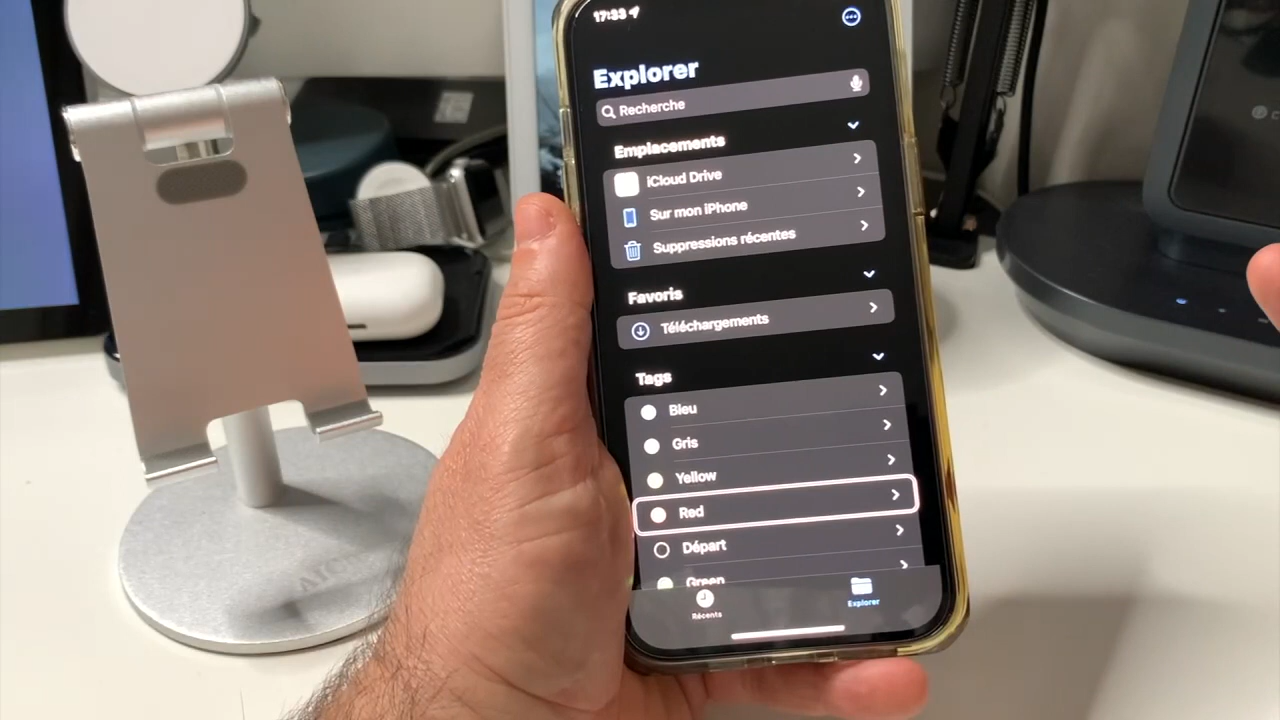 17:33
Explorer
Recherche
Emplacements
iCloud Drive
Sur mon iPhone
Suppressions récentes
Favoris
Téléchargements
Tags
Bleu
Gris
Yellow
Red
Départ
Green
Récents
Explorer